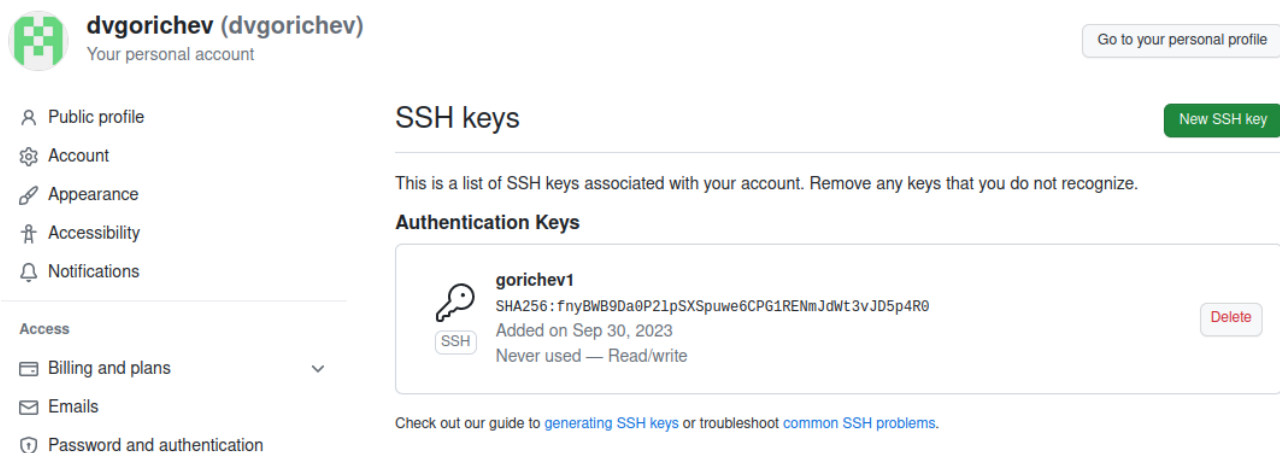 dvgorichev (dvgorichev)
Your personal account
Go to your personal profile
Public profile
Account
Appearance
Accessibility
Notifications
Access
Billing and plans
Emails
Password and authentication
SSH keys
New SSH key
This is a list of SSH keys associated with your account. Remove any keys that you do not recognize.
Authentication Keys
gorichev1
SHA256:fnyBWB9Da0P2lpSXSpuwe6CPG1RENmJdWt3vJD5p4R0
Added on Sep 30, 2023
SSH
Never used — Read/write
Delete
Check out our guide to generating SSH keys or troubleshoot common SSH problems.